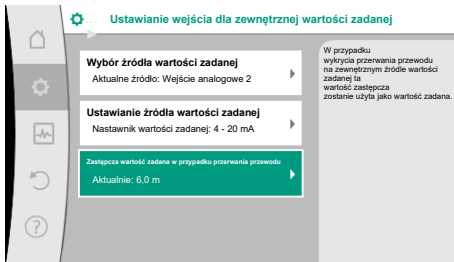 Ustawianie wejścia dla zewnętrznej wartości zadanej
Wybór źródła wartości zadanej
Aktualne źródło: Wejście analogowe 2
Ustawianie źródła wartości zadanej
Nastawnik wartości zadanej: 4 - 20 mA
Zastępcza wartość zadana w przypadku przerwania przewodu
Aktualnie: 6,0 m
W przypadku
wykrycia przerwania przewodu
na zewnętrznym źródle wartości
zadanej ta
wartość zastępcza
zostanie użyta jako wartość zadana.